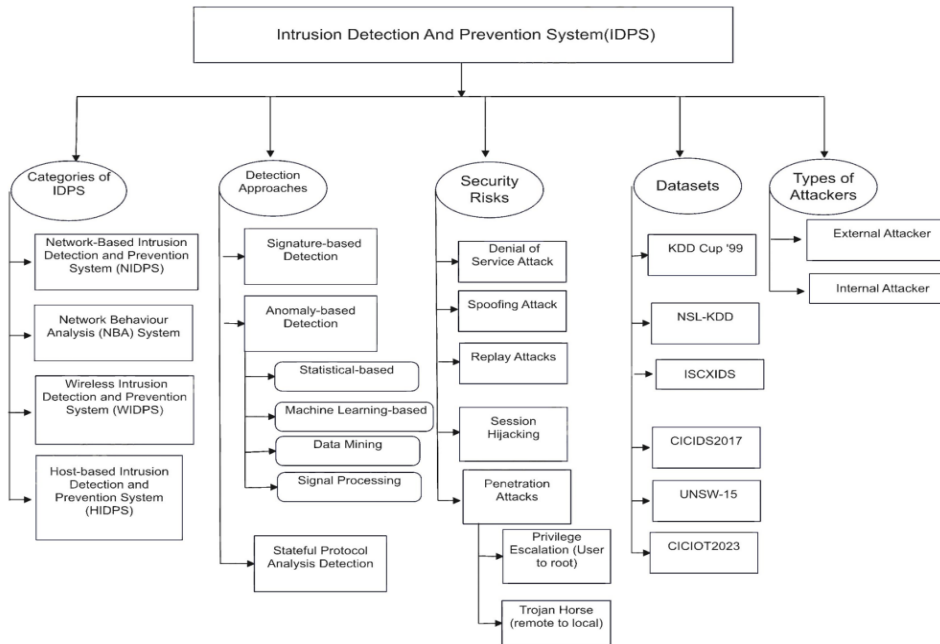 Intrusion Detection And Prevention System(IDPS)
Categories of
IDPS
Network-Based Intrusion
Detection and Prevention
System (NIDPS)
Network Behaviour
Analysis (NBA) System
Wireless Intrusion
Detection and Prevention
System (WIDPS)
Host-based Intrusion
Detection and
Prevention System
(HIDPS)
Detection
Approaches
Signature-based
Detection
Anomaly-based
Detection
Statistical-based
Machine Learning-based
Data Mining
Signal Processing
Stateful Protocol
Analysis Detection
Security
Risks
Denial of
Service Attack
Spoofing Attack
Replay Attacks
Session
Hijacking
Penetration
Attacks
Privilege
Escalation (User
to root)
Trojan Horse
(remote to local)
Datasets
KDD Cup '99
NSL-KDD
ISCXIDS
CICIDS2017
UNSW-15
CICIOT2023
Types of
Attackers
External Attacker
Internal Attacker